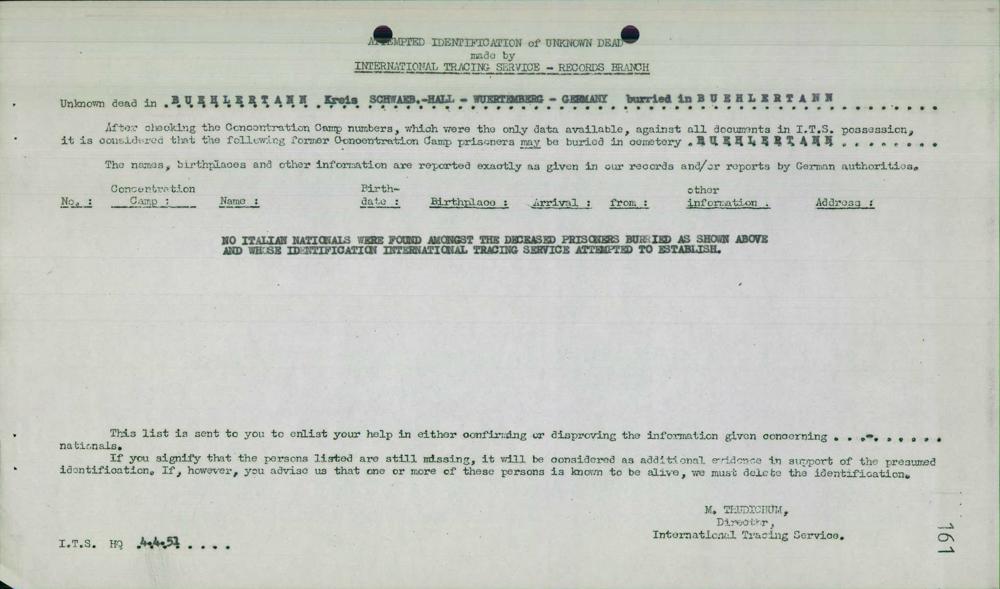 ATTEMPTED IDENTIFICATION of UNKNOWN DEAD
made by
INTERNATIONAL TRACING SERVICE - RECORDS BRANCH
Unknown dead in .BUEHLERTANN .Kreis SCHWAEB.-HALL - WUERTEMBERG - GERMANY burried in BUEHLERTANN
After checking the Concentration Camp numbers, which were the only data available, against all documents in I.T.S. possession,
it is considered that the following former Concentration Camp prisoners may be buried in cemetery .BUEHLERTANN . . . . . . .
The names, birthplaces and other information are reported exactly as given in our records and/or reports by German authorities.
Concentration Birth- other
No. : Camp : Name : date : Birthplace : Arrival : from : information . Address :
NO ITALIAN NATIONALS WERE FOUND AMONGST THE DECEASED PRISONERS BURRIED AS SHOWN ABOVE
AND WHOSE IDENTIFICATION INTERNATIONAL TRACING SERVICE ATTEMPTED TO ESTABLISH.
This list is sent to you to enlist your help in either confirming or disproving the information given concerning . . .-. . . . . .
nationals.
If you signify that the persons listed are still missing, it will be considered as additional evidence in support of the presumed
identification. If, however, you advise us that one or more of these persons is known to be alive, we must delete the identification.
M. THUDICHUM,
Director,
International Tracing Service.
I.T.S. HQ .4.4.51 . . . .
161